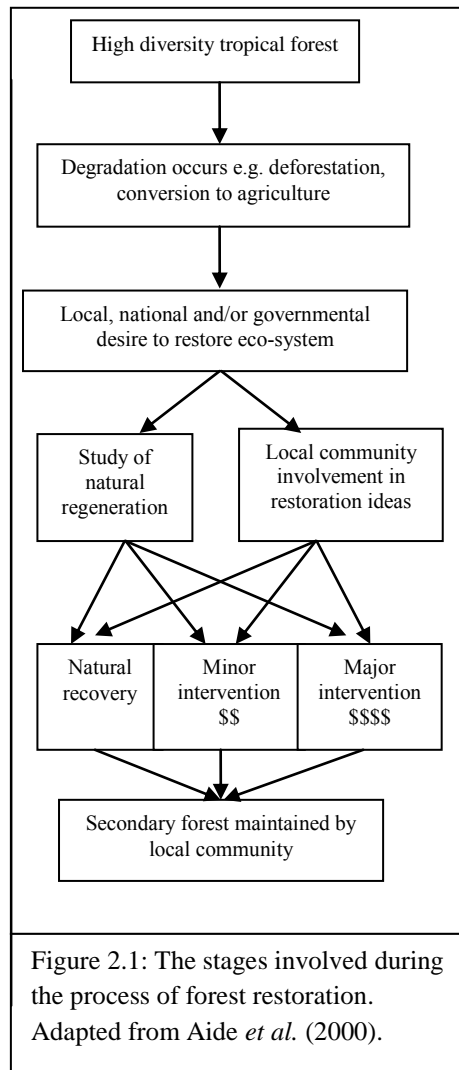 High diversity tropical forest
Degradation occurs e.g. deforestation,
conversion to agriculture
Local, national and/or governmental
desire to restore eco-system
Study of
natural
regeneration
Local community
involvement in
restoration ideas
Natural
recovery
Minor
intervention
$$
Major
intervention
$$$$
Secondary forest maintained by
local community
Figure 2.1: The stages involved during
the process of forest restoration.
Adapted from Aide et al. (2000).